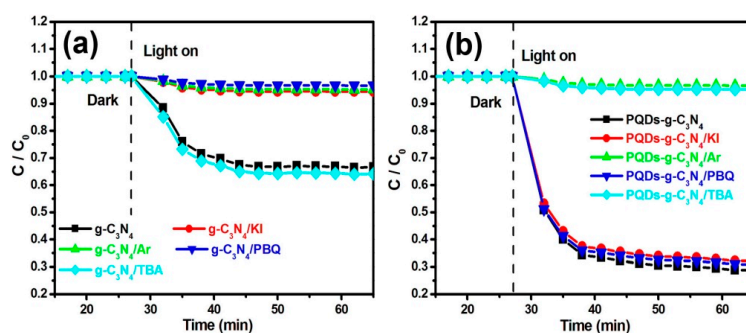 (a)
Light on
Dark
C / C₀
1.1
1.0
0.9
0.8
0.7
0.6
0.5
0.4
0.3
0.2
g-C₃N₄
g-C₃N₄/KI
g-C₃N₄/Ar
g-C₃N₄/PBQ
g-C₃N₄/TBA
20 30 40 50 60
Time (min)
(b)
Light on
Dark
C / C₀
1.1
1.0
0.9
0.8
0.7
0.6
0.5
0.4
0.3
0.2
PQDs-g-C₃N₄
PQDs-g-C₃N₄/KI
PQDs-g-C₃N₄/Ar
PQDs-g-C₃N₄/PBQ
PQDs-g-C₃N₄/TBA
20 30 40 50 60
Time (min)